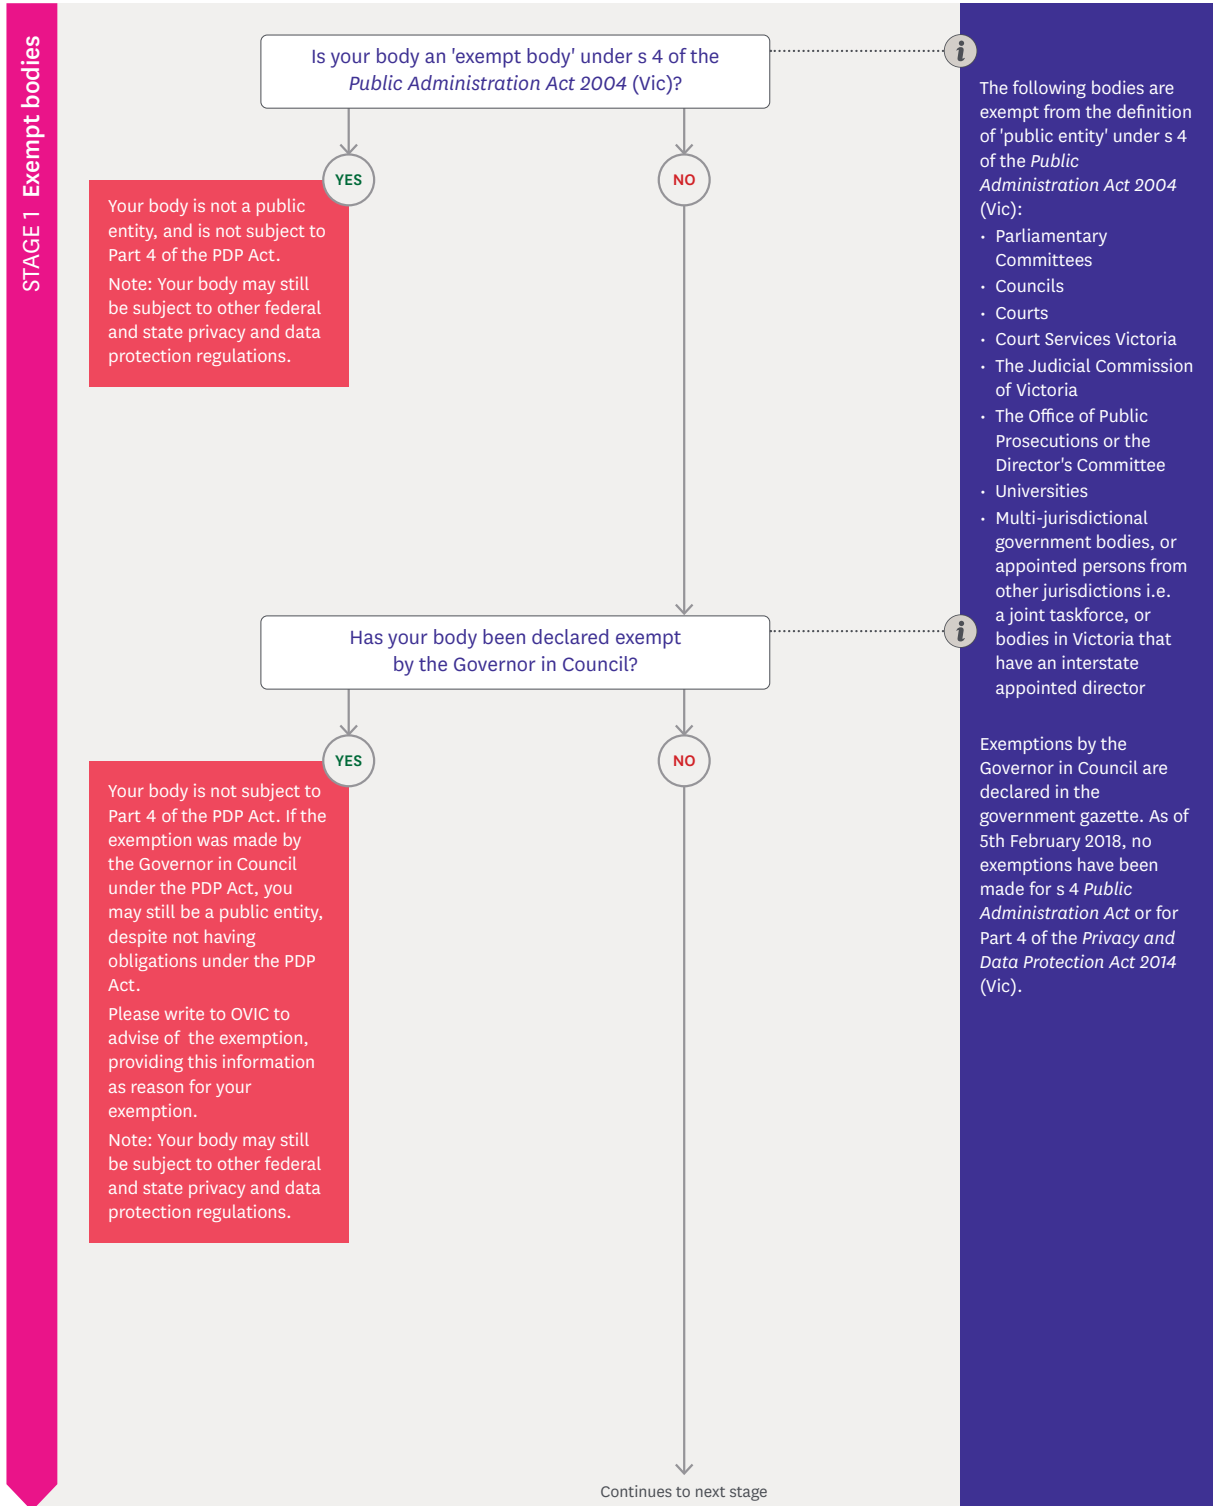 STAGE 1 Exempt bodies
Is your body an 'exempt body' under s 4 of the
Public Administration Act 2004 (Vic)?
YES
NO
Your body is not a public
entity, and is not subject to
Part 4 of the PDP Act.
Note: Your body may still
be subject to other federal
and state privacy and data
protection regulations.
i
The following bodies are
exempt from the definition
of 'public entity' under s 4
of the Public
Administration Act 2004
(Vic):
• Parliamentary
Committees
• Councils
• Courts
• Court Services Victoria
• The Judicial Commission
of Victoria
• The Office of Public
Prosecutions or the
Director's Committee
• Universities
• Multi-jurisdictional
government bodies, or
appointed persons from
other jurisdictions i.e.
a joint taskforce, or
bodies in Victoria that
have an interstate
appointed director
Has your body been declared exempt
by the Governor in Council?
YES
NO
Your body is not subject to
Part 4 of the PDP Act. If the
exemption was made by
the Governor in Council
under the PDP Act, you
may still be a public entity,
despite not having
obligations under the PDP
Act.
Please write to OVIC to
advise of the exemption,
providing this information
as reason for your
exemption.
Note: Your body may still
be subject to other federal
and state privacy and data
protection regulations.
i
Exemptions by the
Governor in Council are
declared in the
government gazette. As of
5th February 2018, no
exemptions have been
made for s 4 Public
Administration Act or for
Part 4 of the Privacy and
Data Protection Act 2014
(Vic).
Continues to next stage